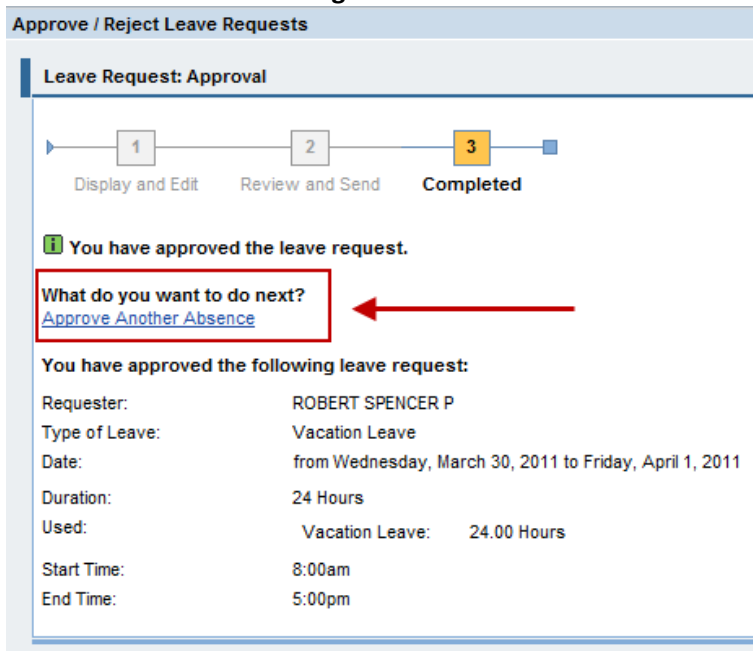 Approve / Reject Leave Requests
Leave Request: Approval
1 2 3
Display and Edit Review and Send Completed
You have approved the leave request.
What do you want to do next?
Approve Another Absence
You have approved the following leave request:
Requester: ROBERT SPENCER P
Type of Leave: Vacation Leave
Date: from Wednesday, March 30, 2011 to Friday, April 1, 2011
Duration: 24 Hours
Used: Vacation Leave: 24.00 Hours
Start Time: 8:00am
End Time: 5:00pm